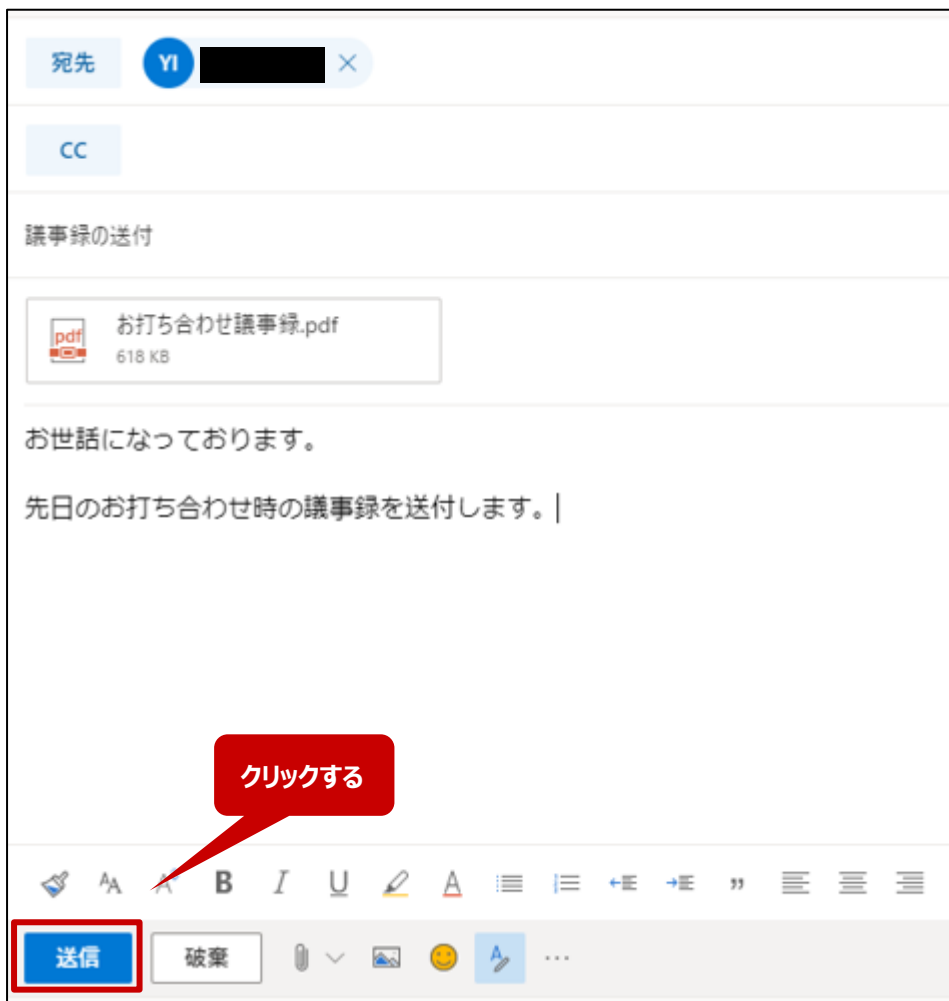 宛先 YI
CC
議事録の送付
pdf
お打ち合わせ議事録.pdf
618 KB
お世話になっております。
先日のお打ち合わせ時の議事録を送付します。
クリックする
B I U A
送信 破棄